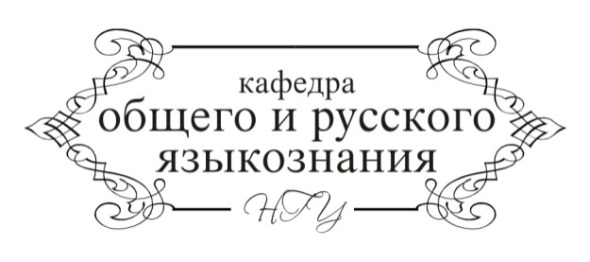 кафедра
общего и русского
языкознания
НГУ